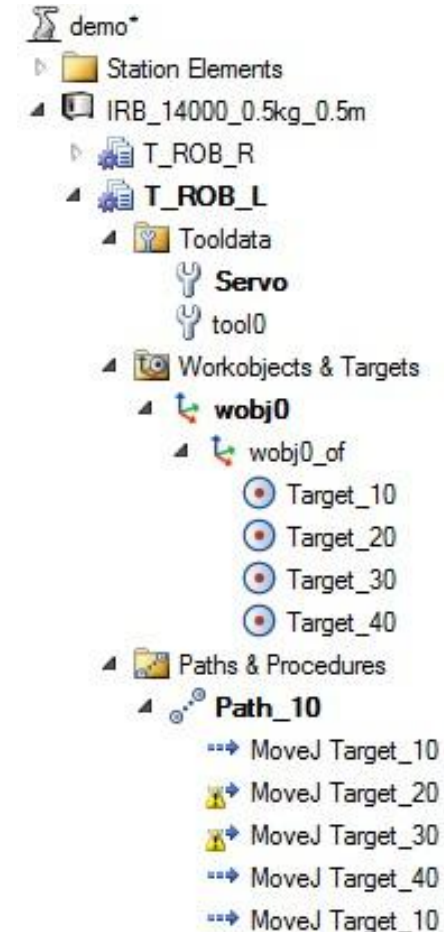 demo*
Station Elements
IRB_14000_0.5kg_0.5m
T_ROB_R
T_ROB_L
Tooldata
Servo
tool0
Workobjects & Targets
wobj0
wobj0_of
Target_10
Target_20
Target_30
Target_40
Paths & Procedures
Path_10
MoveJ Target_10
MoveJ Target_20
MoveJ Target_30
MoveJ Target_40
MoveJ Target_10